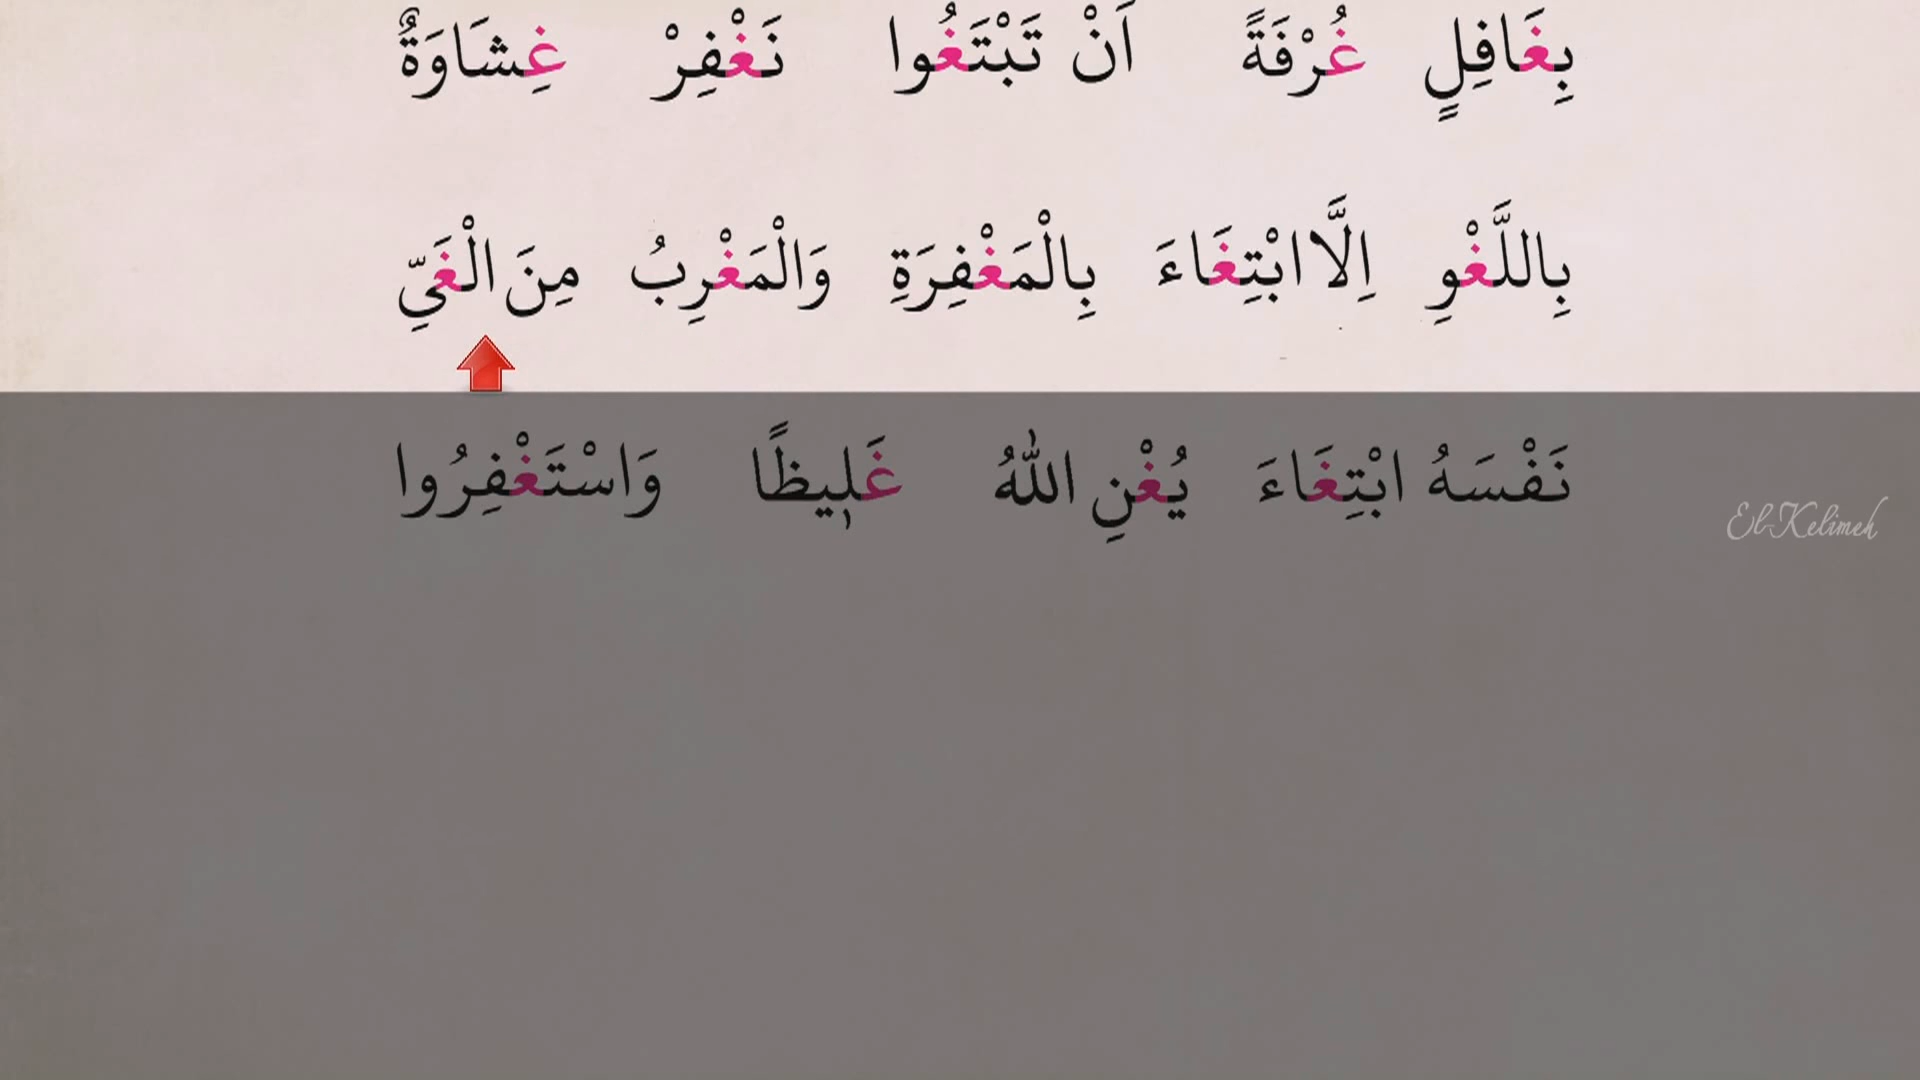 بِغَافِلٍ غُرْفَةً اَنْ تَبْتَغُوا نَغْفِرْ غِشَاوَةٌ
بِاللَّغْوِ اِلَّا ابْتِغَاءَ بِالْمَغْفِرَةِ وَالْمَغْرِبُ مِنَ الْغَيِّ
نَفْسَهُ ابْتِغَاءَ يُغْنِ اللّٰهُ غَلٖيظًا وَاسْتَغْفِرُوا
El-Kelimeh